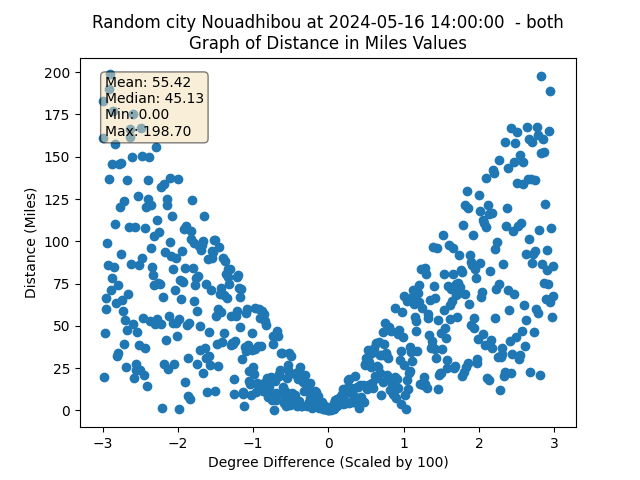 Random city Nouadhibou at 2024-05-16 14:00:00 - both
Graph of Distance in Miles Values
Mean: 55.42
Median: 45.13
Min: 0.00
Max: 198.70
Distance (Miles)
200
175
150
125
100
75
50
25
0
−3 −2 −1 0 1 2 3
Degree Difference (Scaled by 100)